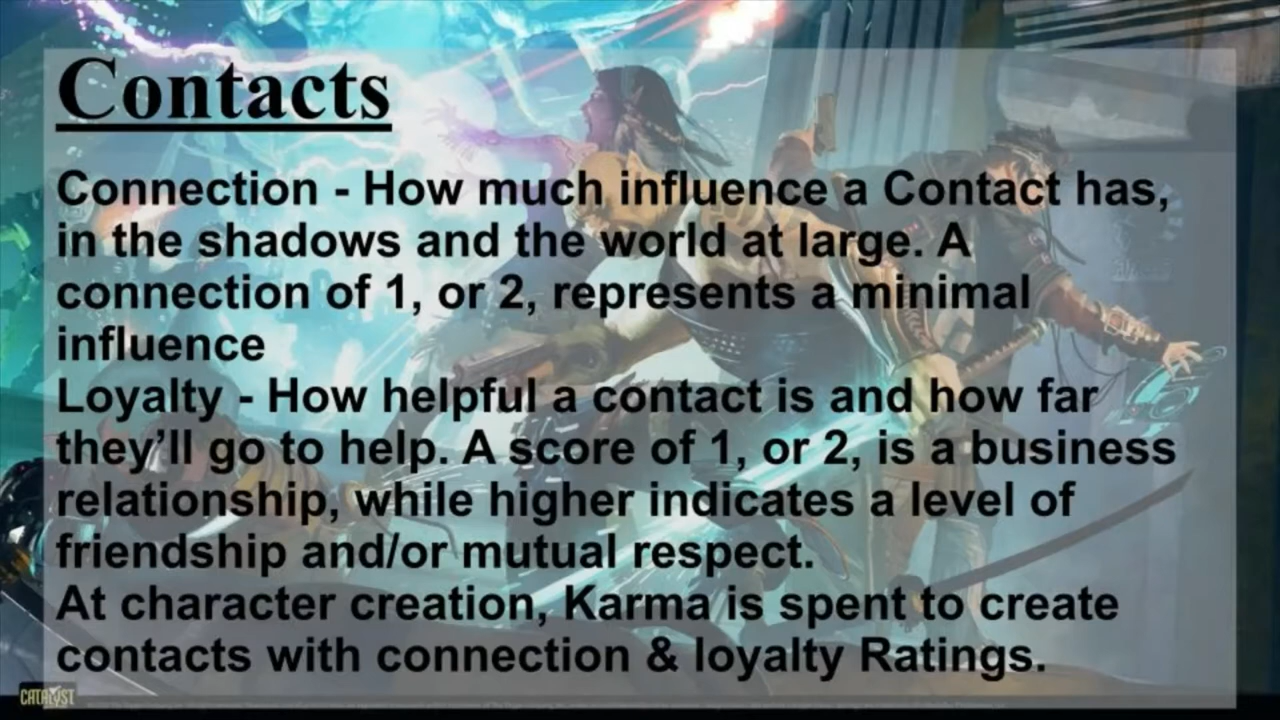 Contacts
Connection - How much influence a Contact has,
in the shadows and the world at large. A
connection of 1, or 2, represents a minimal
influence
Loyalty - How helpful a contact is and how far
they’ll go to help. A score of 1, or 2, is a business
relationship, while higher indicates a level of
friendship and/or mutual respect.
At character creation, Karma is spent to create
contacts with connection & loyalty Ratings.
CATALYST